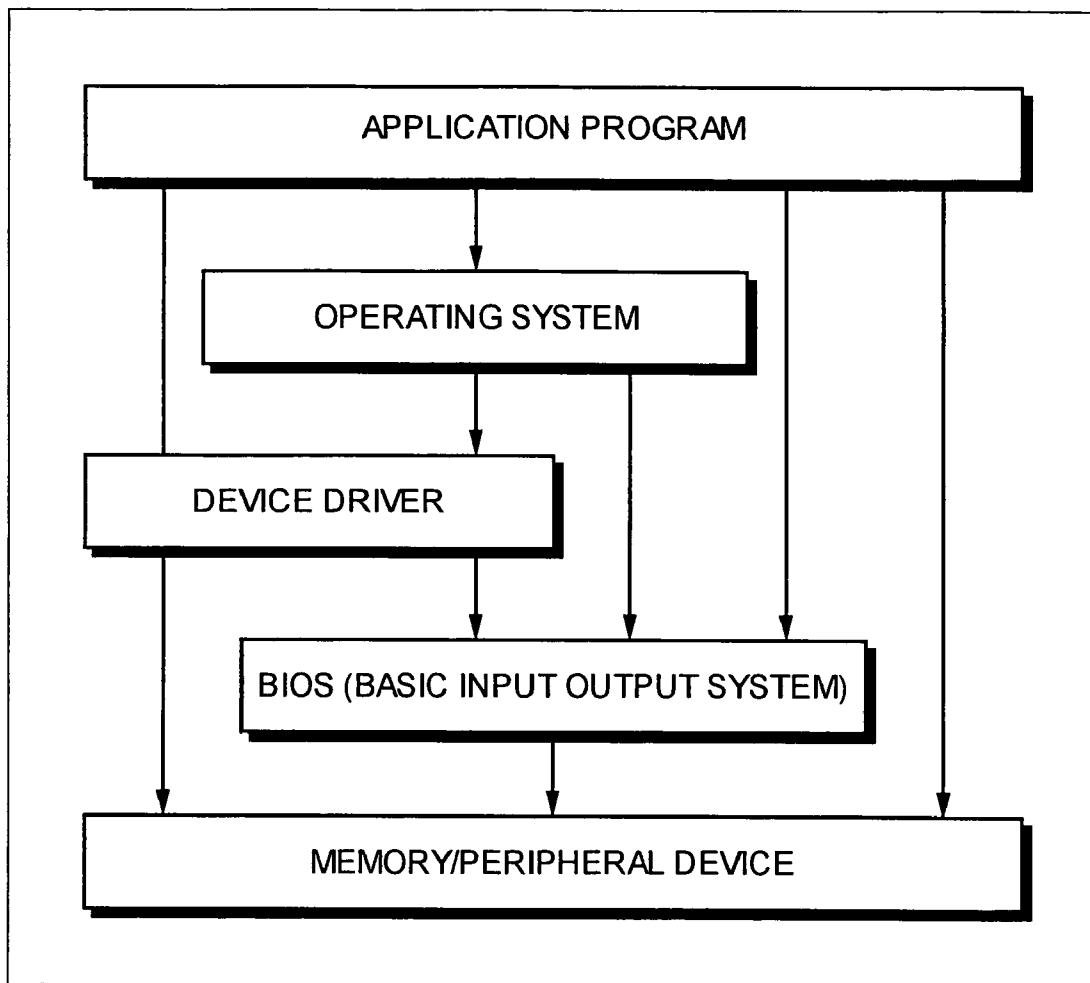 APPLICATION PROGRAM
OPERATING SYSTEM
DEVICE DRIVER
BIOS (BASIC INPUT OUTPUT SYSTEM)
MEMORY/PERIPHERAL DEVICE